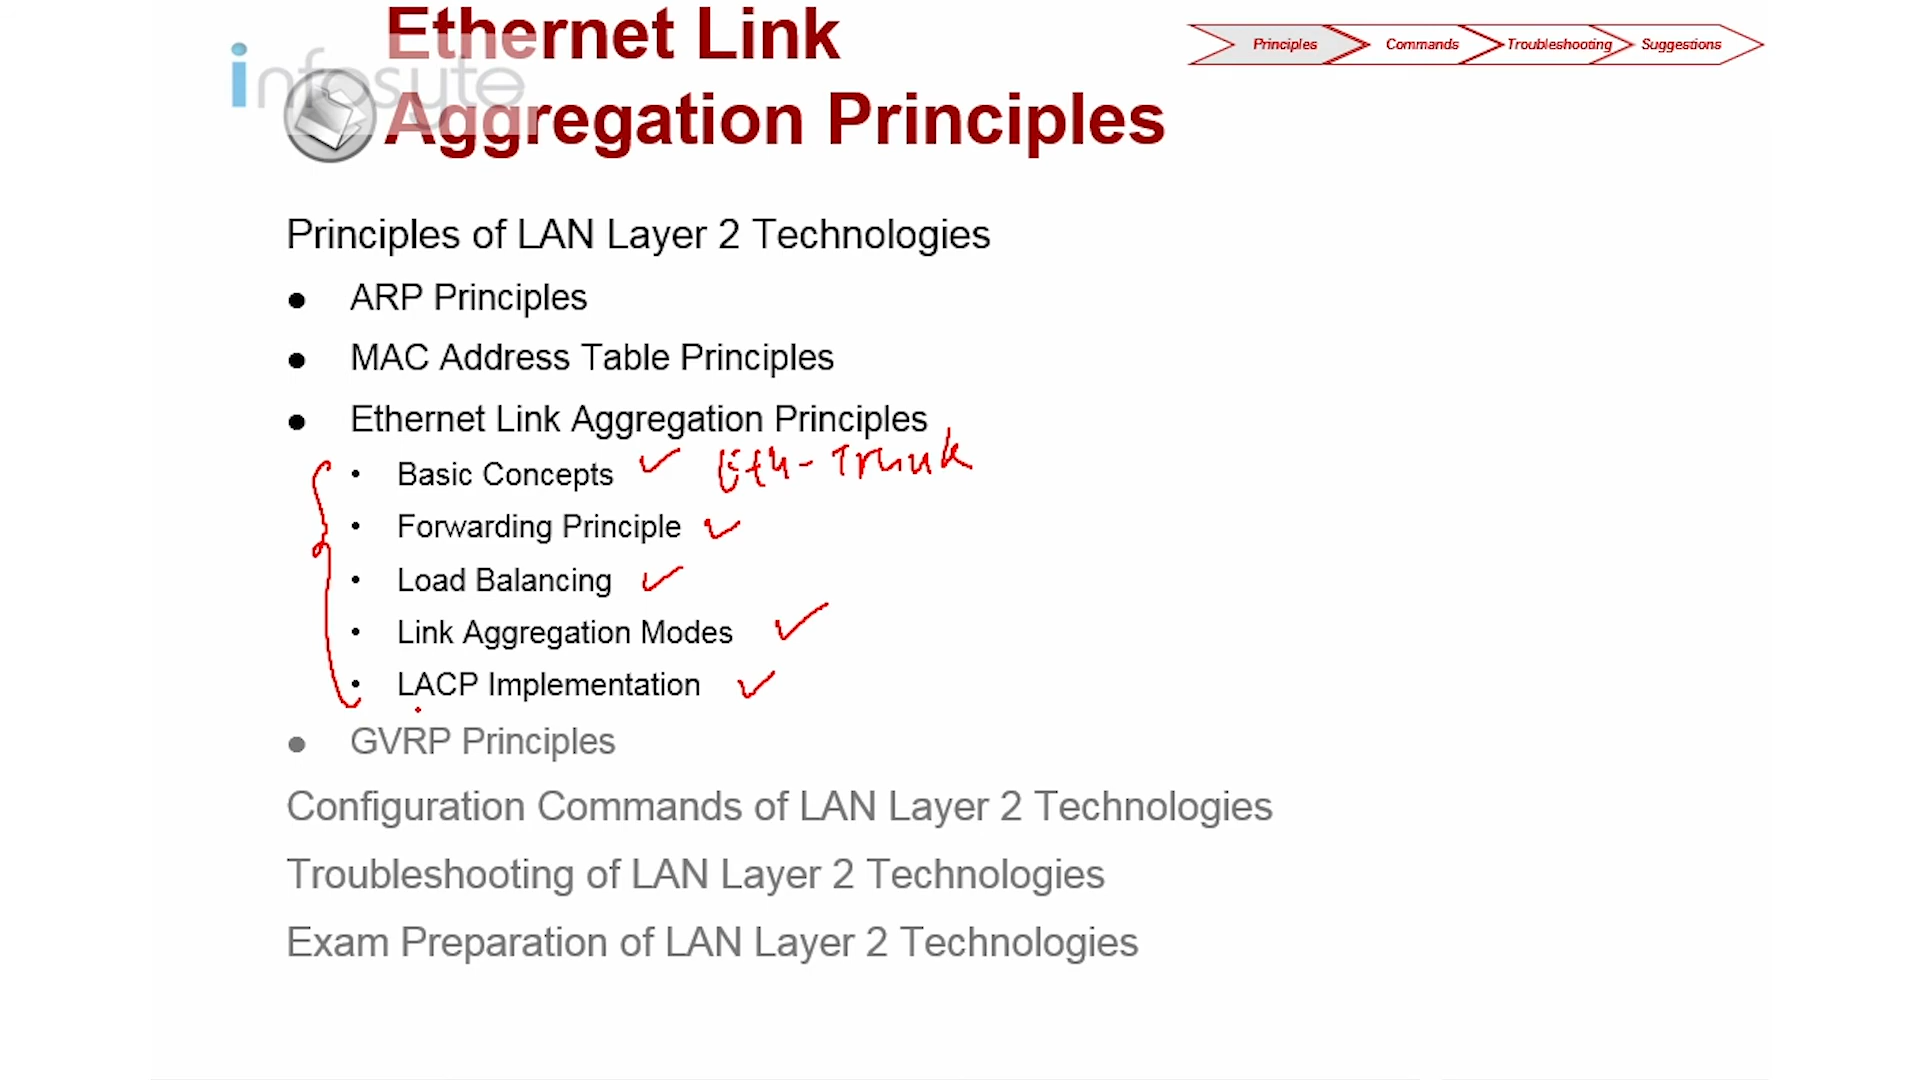 Ethernet Link
Aggregation Principles
infosyte
Principles
Commands
Troubleshooting
Suggestions
Principles of LAN Layer 2 Technologies
● ARP Principles
● MAC Address Table Principles
● Ethernet Link Aggregation Principles
• Basic Concepts ✓ Eth-Trunk
• Forwarding Principle ✓
• Load Balancing ✓
• Link Aggregation Modes ✓
• LACP Implementation ✓
● GVRP Principles
Configuration Commands of LAN Layer 2 Technologies
Troubleshooting of LAN Layer 2 Technologies
Exam Preparation of LAN Layer 2 Technologies